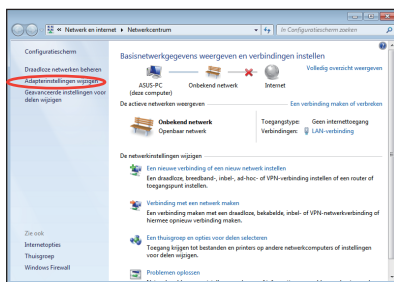 « Netwerk en internet ▸ Netwerkcentrum
In Configuratiescherm zoeken
Configuratiescherm
Draadloze netwerken beheren
Adapterinstellingen wijzigen
Geavanceerde instellingen voor
delen wijzigen
Zie ook
Internetopties
Thuisgroep
Windows Firewall
Basisnetwerkgegevens weergeven en verbindingen instellen
Volledig overzicht weergeven
ASUS-PC
(deze computer)
Onbekend netwerk
Internet
De actieve netwerken weergeven
Een verbinding maken of verbreken
Onbekend netwerk
Openbaar netwerk
Toegangstype: Geen internettoegang
Verbindingen: LAN-verbinding
De netwerkinstellingen wijzigen
Een nieuwe verbinding of een nieuw netwerk instellen
Een draadloze, breedband-, inbel-, ad-hoc- of VPN-verbinding instellen of een router of
toegangspunt instellen.
Verbinding met een netwerk maken
Een verbinding maken met een draadloze, bekabelde, inbel- of VPN-netwerkverbinding of
hiermee opnieuw verbinding maken.
Een thuisgroep en opties voor delen selecteren
Toegang krijgen tot bestanden en printers op andere netwerkcomputers of instellingen
voor delen wijzigen.
Problemen oplossen